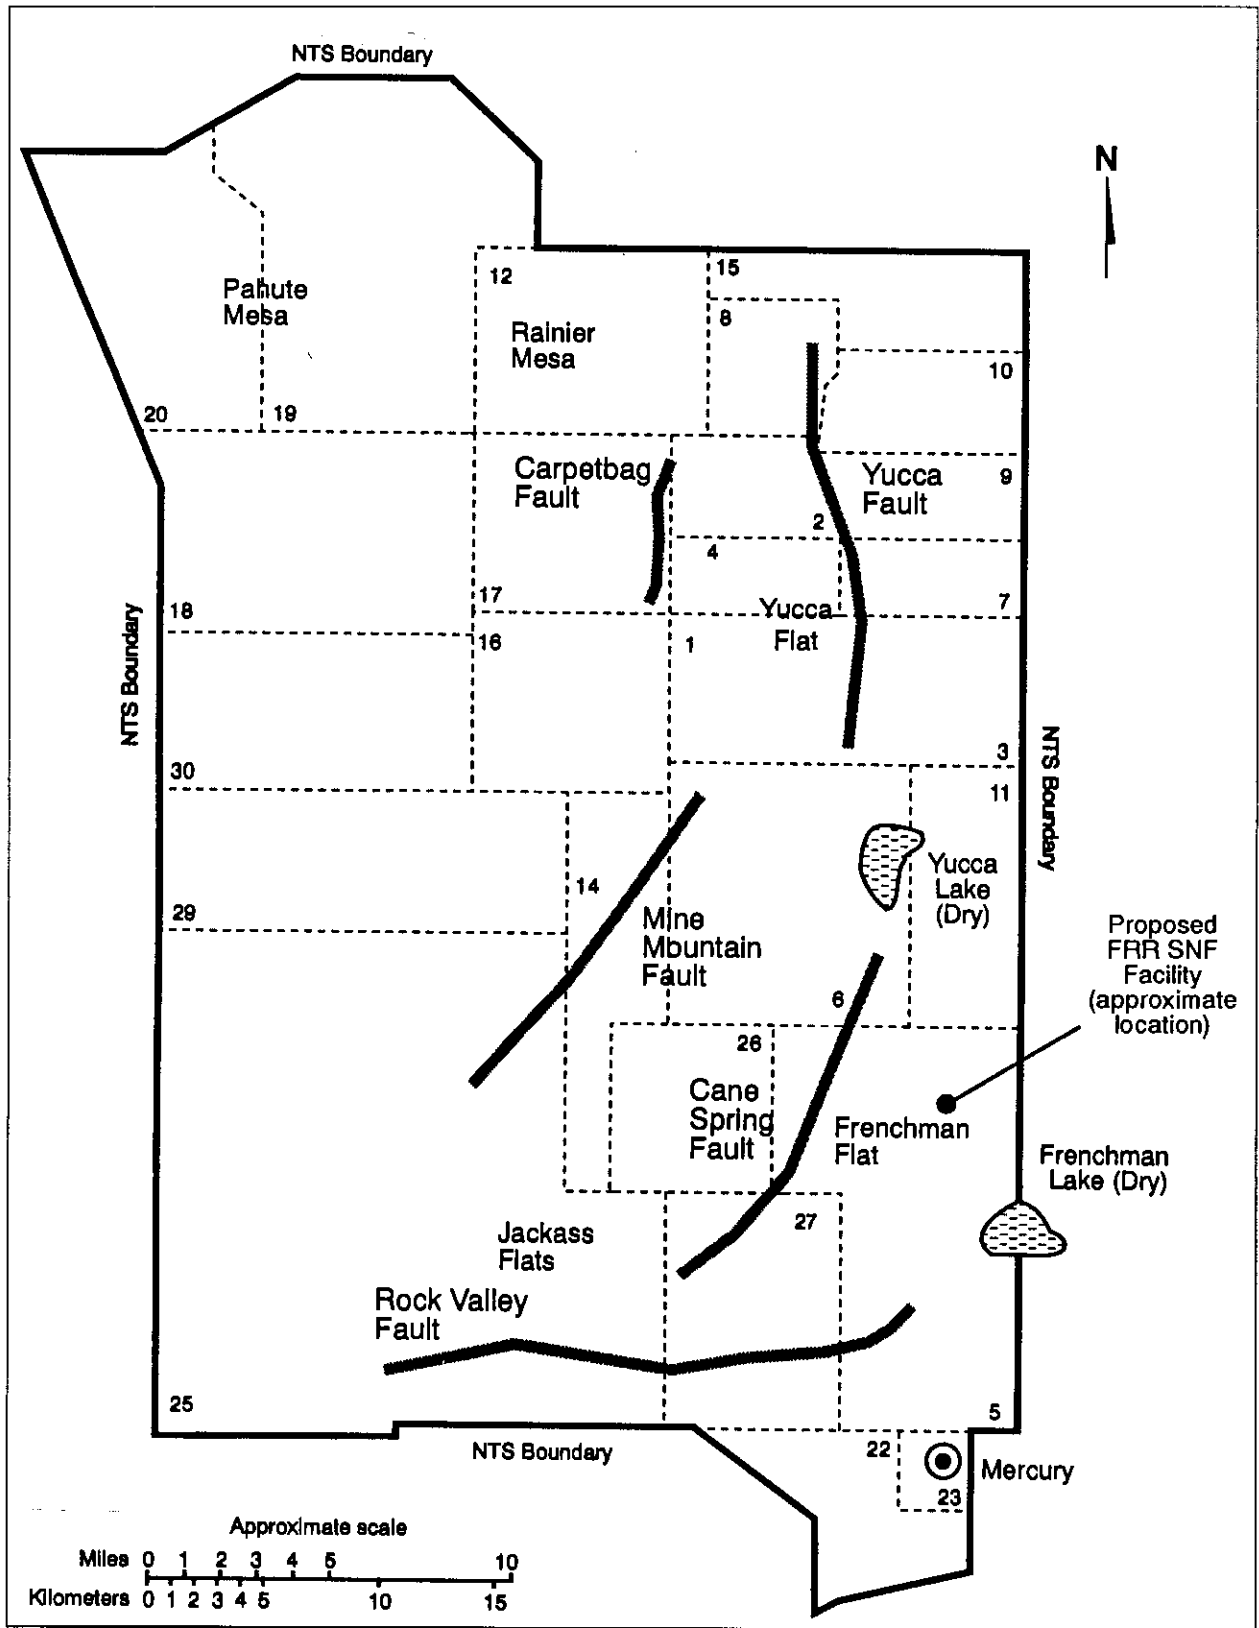 NTS Boundary
N
12
15
Pahute
Mesa
8
Rainier
Mesa
10
20
19
Carpetbag
Fault
Yucca
Fault
9
2
4
18
17
Yucca
Flat
7
16
1
NTS Boundary
30
3
NTS Boundary
11
14
Yucca
Lake
(Dry)
29
Mine
Mountain
Fault
Proposed
FRR SNF
Facility
(approximate
location)
6
26
Cane
Spring
Fault
Frenchman
Flat
Frenchman
Lake (Dry)
27
Jackass
Flats
Rock Valley
Fault
25
5
NTS Boundary
22
Mercury
23
Approximate scale
Miles 0 1 2 3 4 5 10
Kilometers 0 1 2 3 4 5 10 15